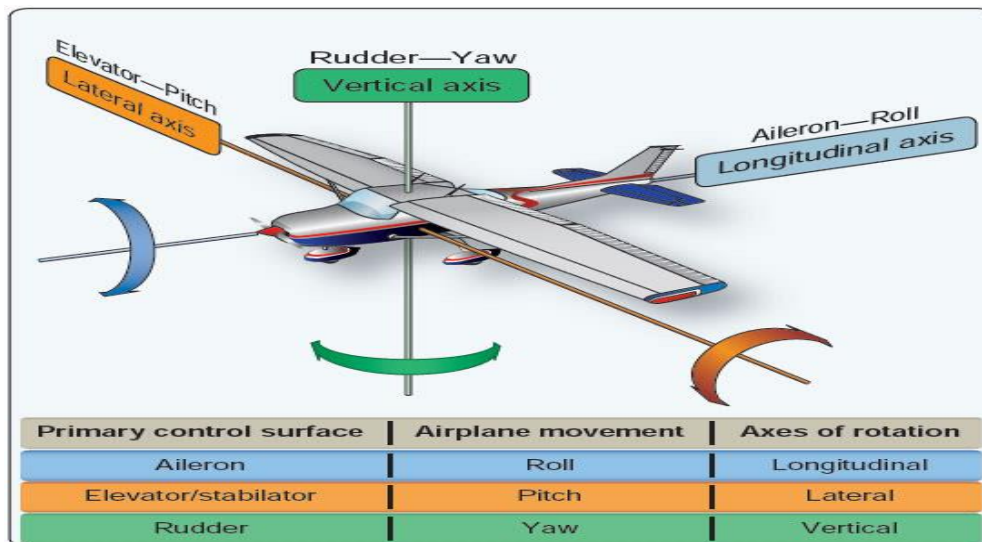 Elevator—Pitch
Lateral axis
Rudder—Yaw
Vertical axis
Aileron—Roll
Longitudinal axis
Primary control surface Airplane movement Axes of rotation
Aileron Roll Longitudinal
Elevator/stabilator Pitch Lateral
Rudder Yaw Vertical